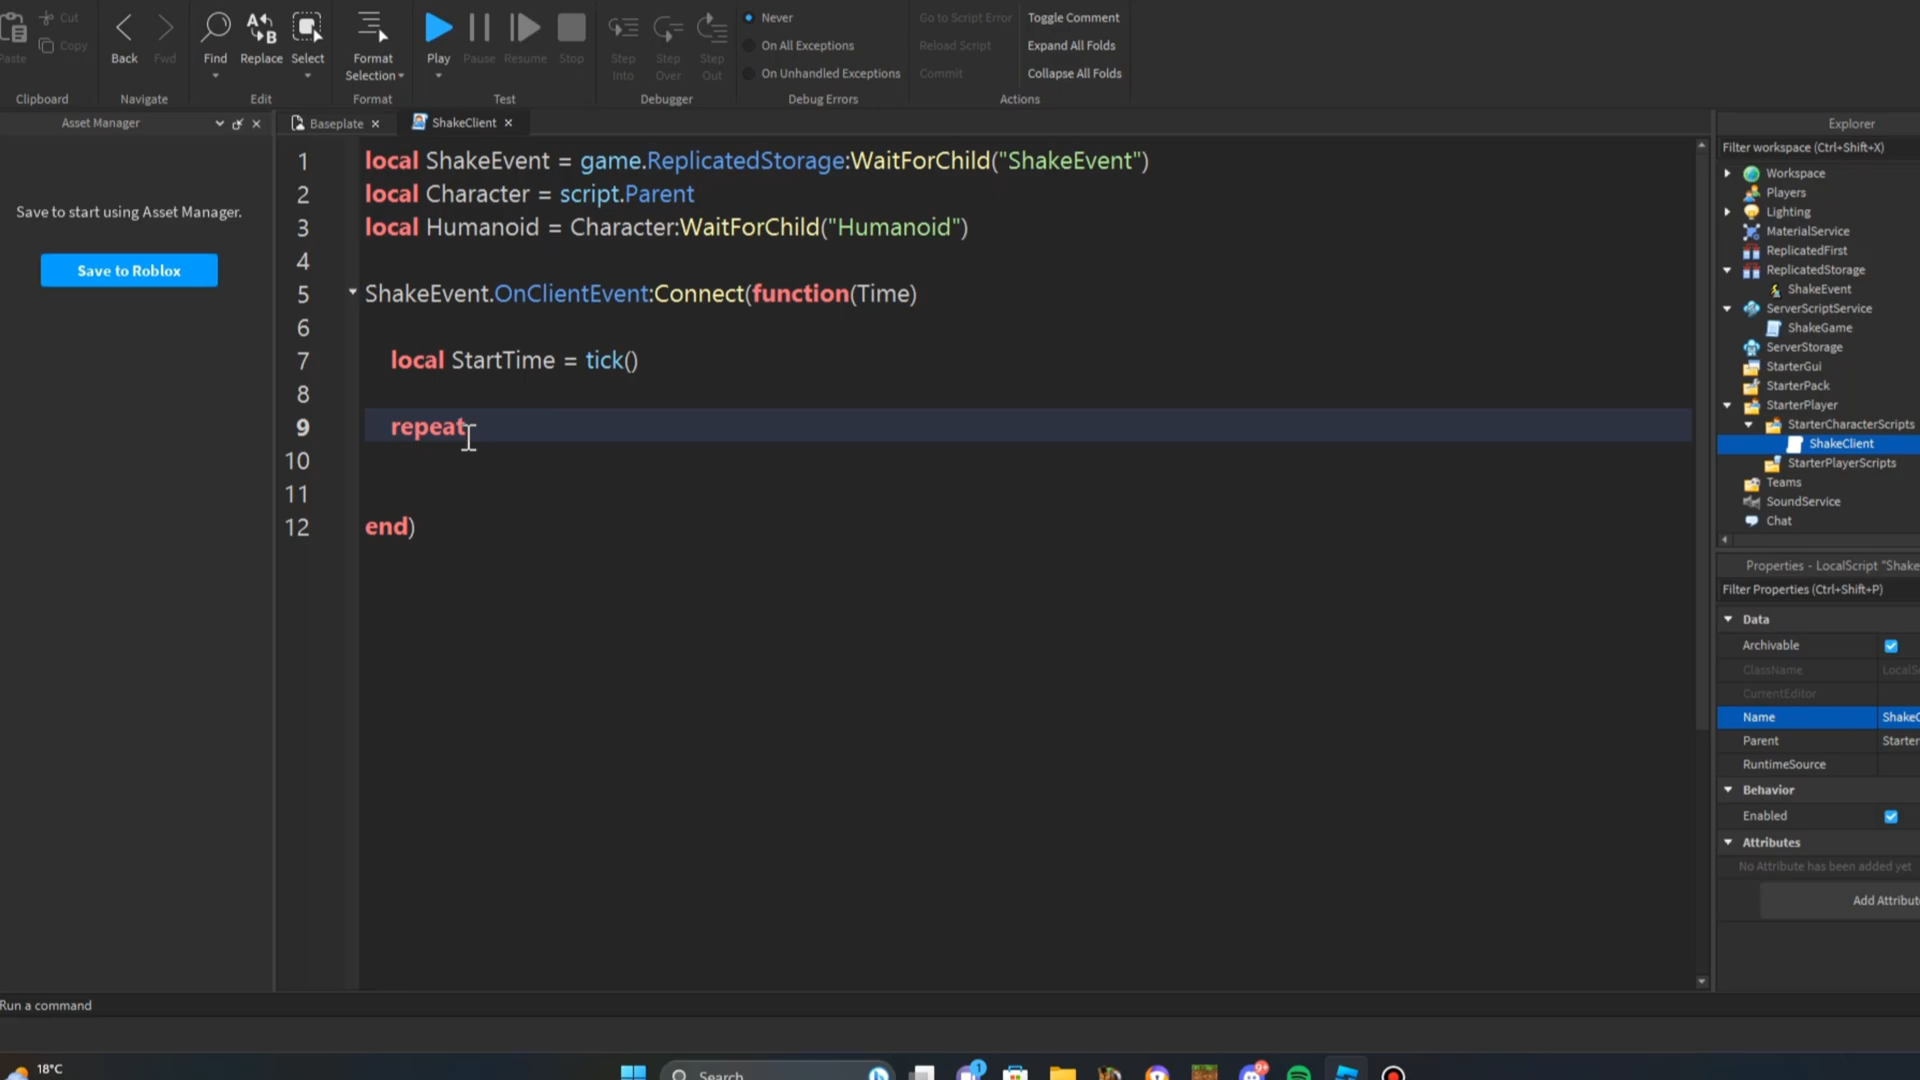 Cut
Paste
Copy
Clipboard
Back
Fwd
Navigate
Find
Replace
Select
Edit
Format
Selection
Format
Play
Pause
Resume
Stop
Test
Step
Into
Step
Over
Step
Out
Debugger
Never
On All Exceptions
On Unhandled Exceptions
Debug Errors
Go to Script Error
Reload Script
Commit
Toggle Comment
Expand All Folds
Collapse All Folds
Actions
Asset Manager
Save to start using Asset Manager.
Save to Roblox
Baseplate
ShakeClient
1 local ShakeEvent = game.ReplicatedStorage:WaitForChild("ShakeEvent")
2 local Character = script.Parent
3 local Humanoid = Character:WaitForChild("Humanoid")
4
5 ShakeEvent.OnClientEvent:Connect(function(Time)
6
7 local StartTime = tick()
8
9 repeat
10
11
12 end)
Explorer
Filter workspace (Ctrl+Shift+X)
Workspace
Players
Lighting
MaterialService
ReplicatedFirst
ReplicatedStorage
ShakeEvent
ServerScriptService
ShakeGame
ServerStorage
StarterGui
StarterPack
StarterPlayer
StarterCharacterScripts
ShakeClient
StarterPlayerScripts
Teams
SoundService
Chat
Properties - LocalScript "Shake
Filter Properties (Ctrl+Shift+P)
Data
Archivable
ClassName LocalS
CurrentEditor
Name ShakeC
Parent Starter
RuntimeSource
Behavior
Enabled
Attributes
No Attribute has been added yet
Add Attribut
Run a command
18°C
Search
1
9+